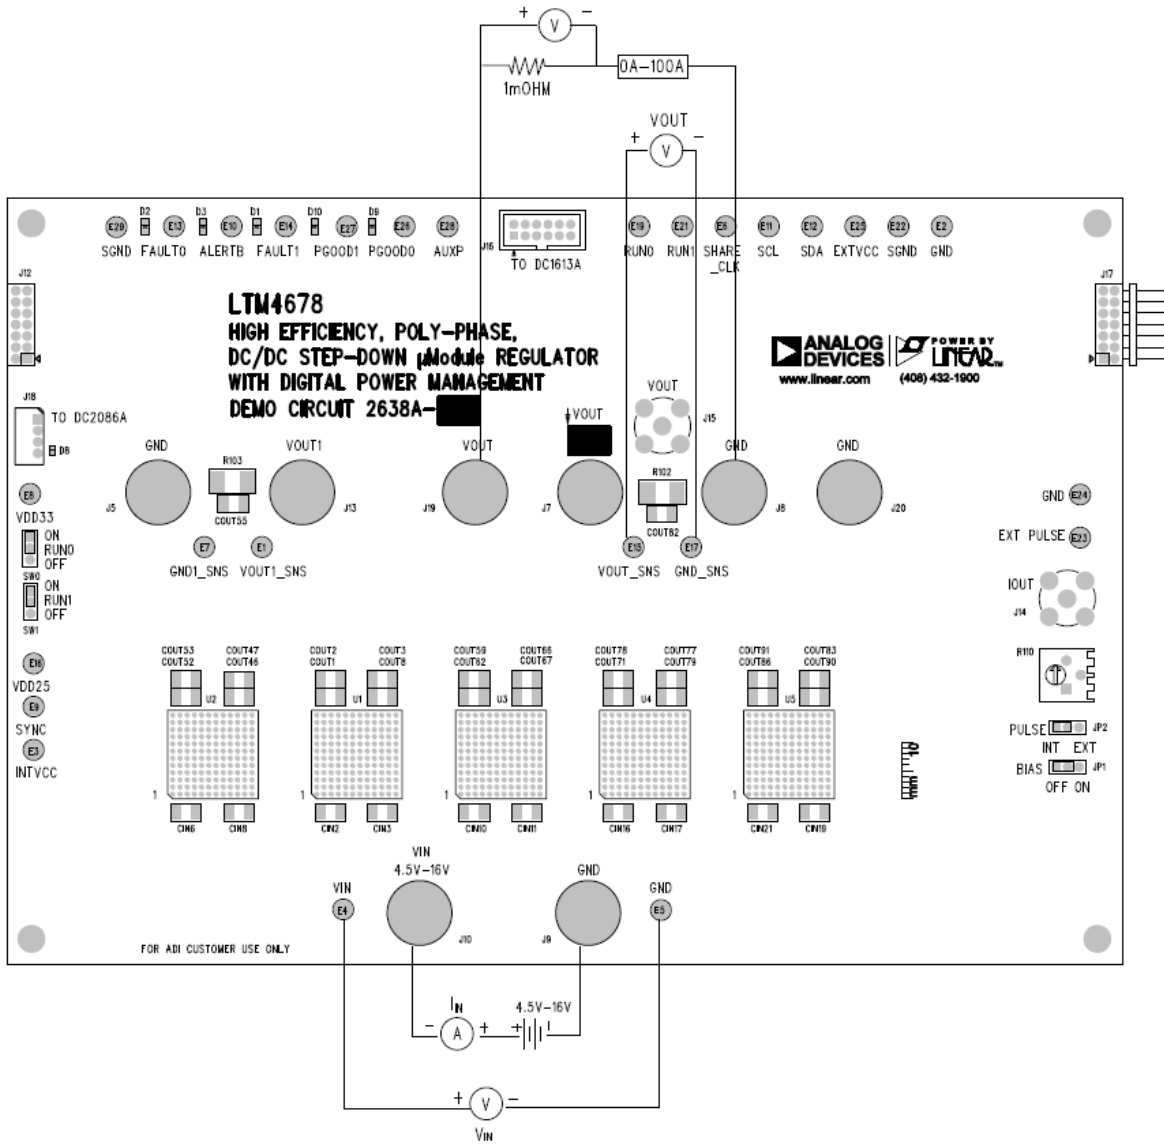 + V −
1mOHM
0A−100A
VOUT
+ V −
D2 D3 D1 D10 D9
E29 E13 E10 E14 E27 E26 E28
SGND FAULT0 ALERTB FAULT1 PGOOD1 PGOOD0 AUXP
J16
TO DC1613A
E19 E21 E6 E11 E12 E25 E22 E2
RUN0 RUN1 SHARE_CLK SCL SDA EXTVCC SGND GND
J12
J17
LTM4678
HIGH EFFICIENCY, POLY−PHASE,
DC/DC STEP−DOWN µModule REGULATOR
WITH DIGITAL POWER MANAGEMENT
DEMO CIRCUIT 2638A−
ANALOG DEVICES
POWER BY LINEAR™
www.linear.com (408) 432−1900
J18
TO DC2086A
D8
VOUT
J15
VOUT
GND VOUT1 VOUT GND GND
R103 R102
J5 J13 J19 J7 J8 J20
COUT55 COUT82
E8
VDD33
ON
RUN0
OFF
SW0
ON
RUN1
OFF
SW1
E7 E1 E15 E17
GND1_SNS VOUT1_SNS VOUT_SNS GND_SNS
GND E24
EXT PULSE E23
IOUT
J14
R110
E16
VDD25
E9
SYNC
E3
INTVCC
COUT53 COUT47 COUT2 COUT3 COUT59 COUT66 COUT78 COUT77 COUT91 COUT83
COUT52 COUT46 COUT1 COUT8 COUT62 COUT67 COUT71 COUT79 COUT86 COUT90
U2 U1 U3 U4 U5
1 1 1 1 1
CIN6 CIN8 CIN2 CIN3 CIN10 CIN11 CIN16 CIN17 CIN21 CIN19
10
mm
PULSE JP2
INT EXT
BIAS JP1
OFF ON
VIN
4.5V−16V
GND
VIN GND
E4 E5
J10 J9
FOR ADI CUSTOMER USE ONLY
IIN
4.5V−16V
− A + +
+ V −
VIN